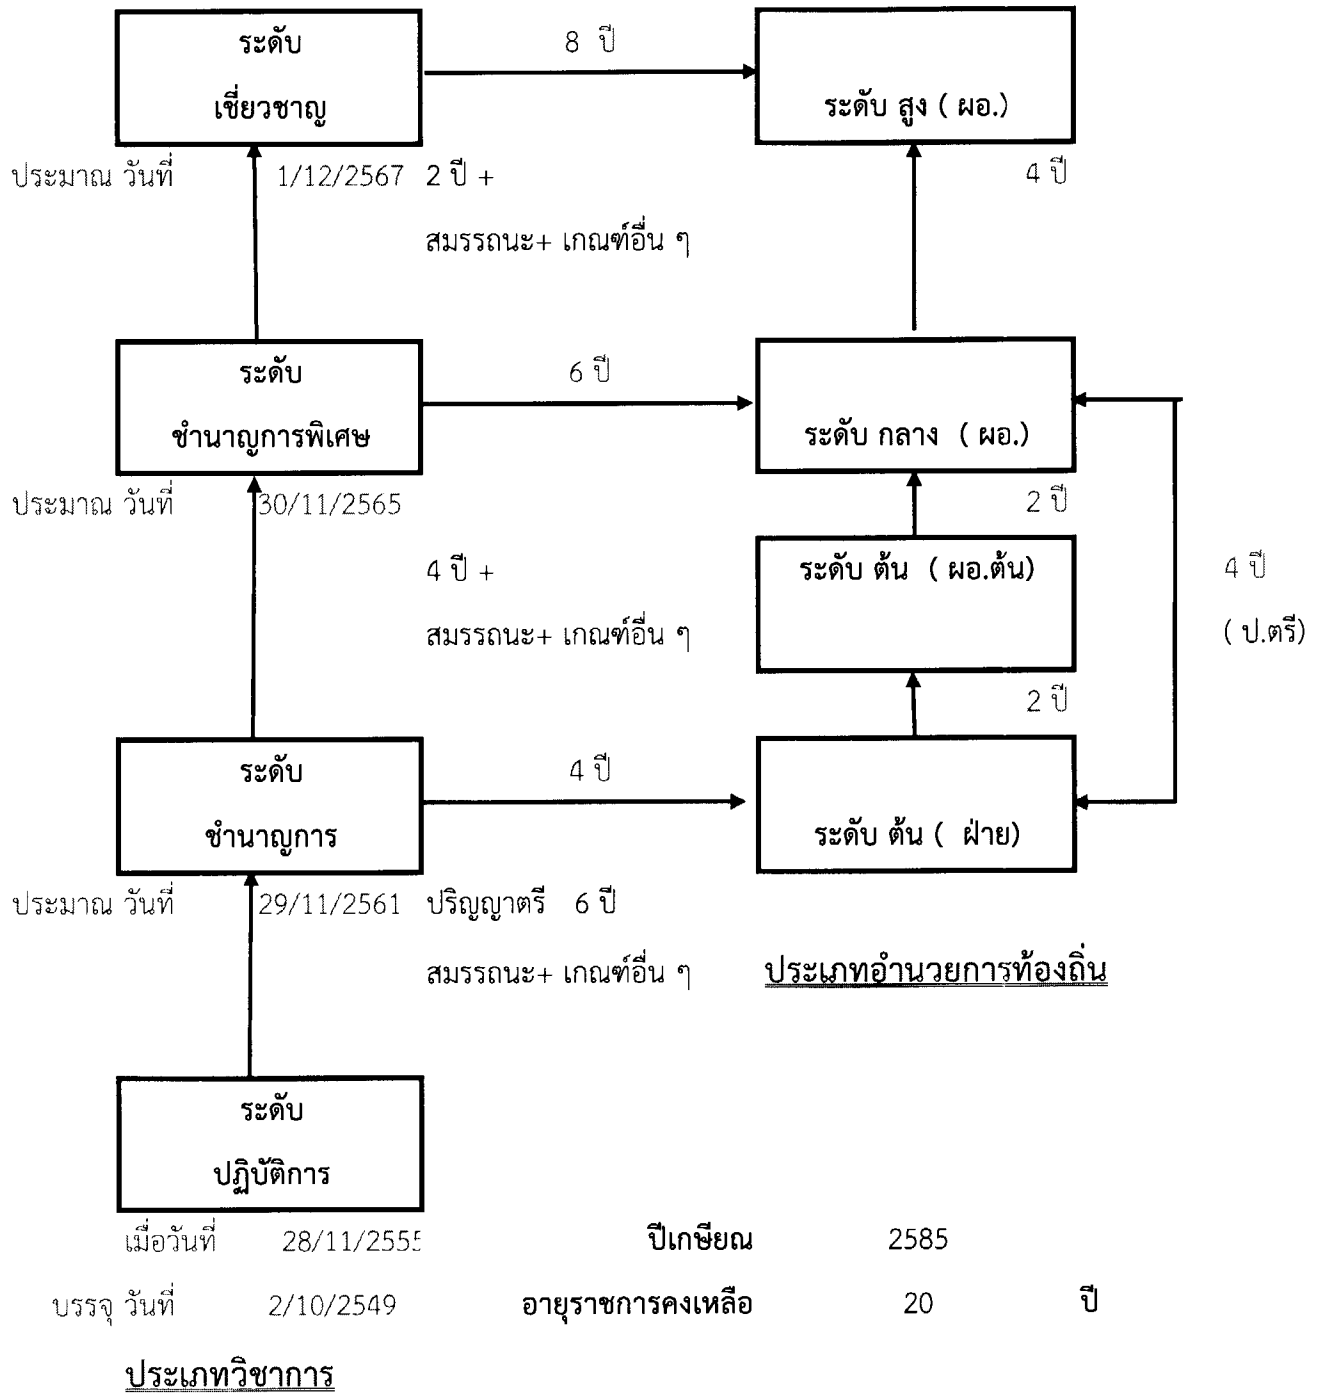 ระดับ
เชี่ยวชาญ
8 ปี
ระดับ สูง ( ผอ.)
ประมาณ วันที่ 1/12/2567 2 ปี +
4 ปี
สมรรถนะ+ เกณฑ์อื่น ๆ
ระดับ
ชำนาญการพิเศษ
6 ปี
ระดับ กลาง ( ผอ.)
ประมาณ วันที่ 30/11/2565
2 ปี
4 ปี +
สมรรถนะ+ เกณฑ์อื่น ๆ
ระดับ ต้น ( ผอ.ต้น)
4 ปี
( ป.ตรี)
2 ปี
ระดับ
ชำนาญการ
4 ปี
ระดับ ต้น ( ฝ่าย)
ประมาณ วันที่ 29/11/2561 ปริญญาตรี 6 ปี
สมรรถนะ+ เกณฑ์อื่น ๆ
ประเภทอำนวยการท้องถิ่น
ระดับ
ปฏิบัติการ
เมื่อวันที่ 28/11/2555 ปีเกษียณ 2585
บรรจุ วันที่ 2/10/2549 อายุราชการคงเหลือ 20 ปี
ประเภทวิชาการ